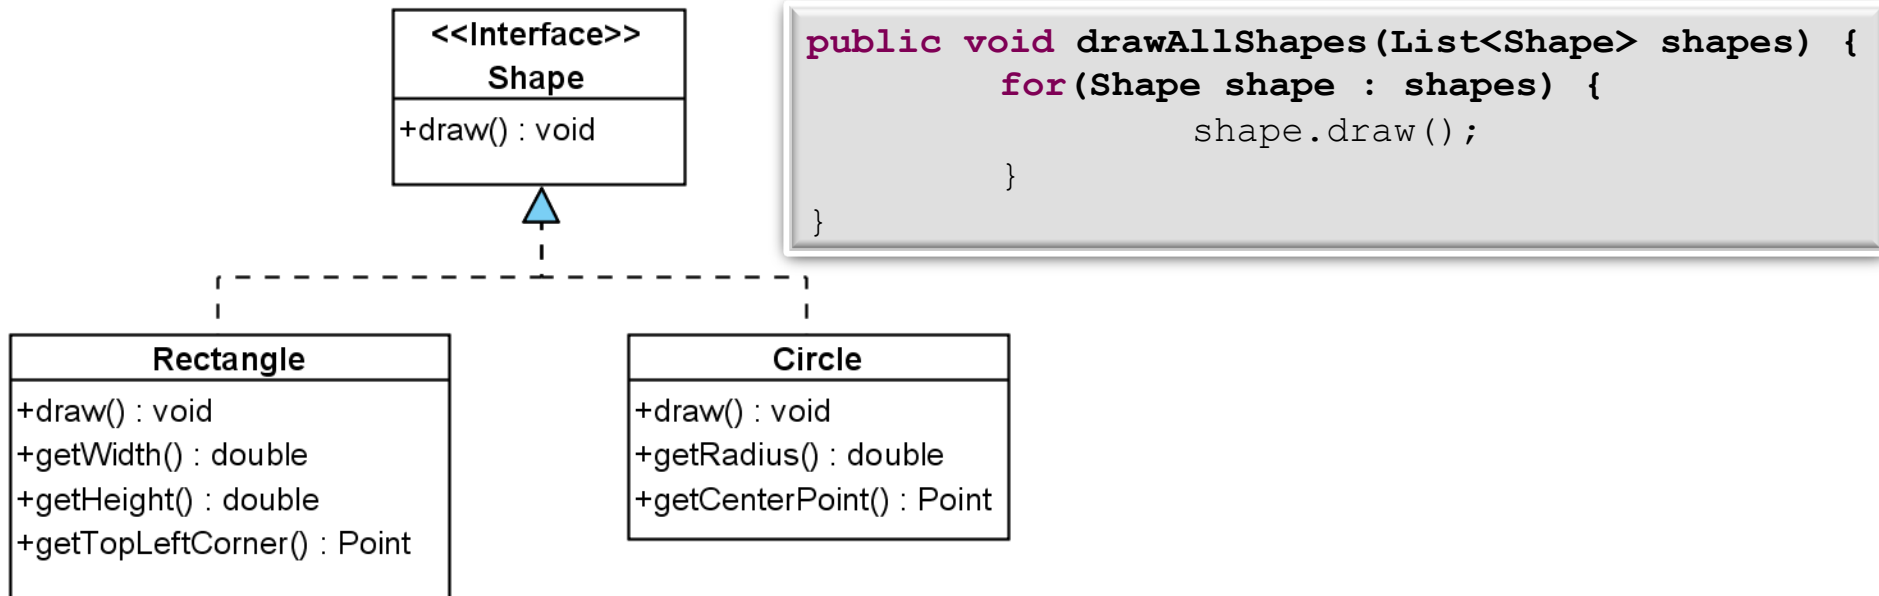 <<Interface>>
Shape
+draw() : void
public void drawAllShapes(List<Shape> shapes) {
for(Shape shape : shapes) {
shape.draw();
}
}
Rectangle
+draw() : void
+getWidth() : double
+getHeight() : double
+getTopLeftCorner() : Point
Circle
+draw() : void
+getRadius() : double
+getCenterPoint() : Point